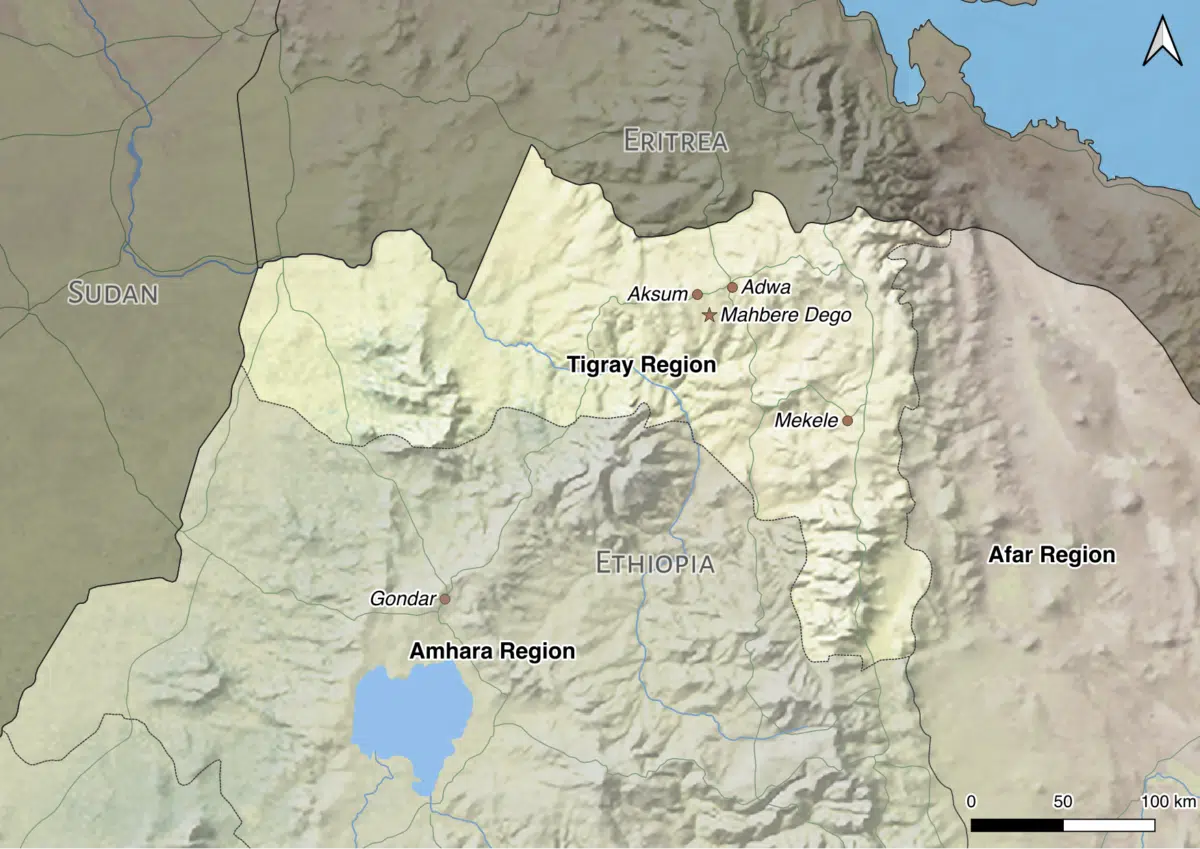 ERITREA
SUDAN
Aksum
Adwa
Mahbere Dego
Tigray Region
Mekele
ETHIOPIA
Afar Region
Gondar
Amhara Region
0 50 100 km